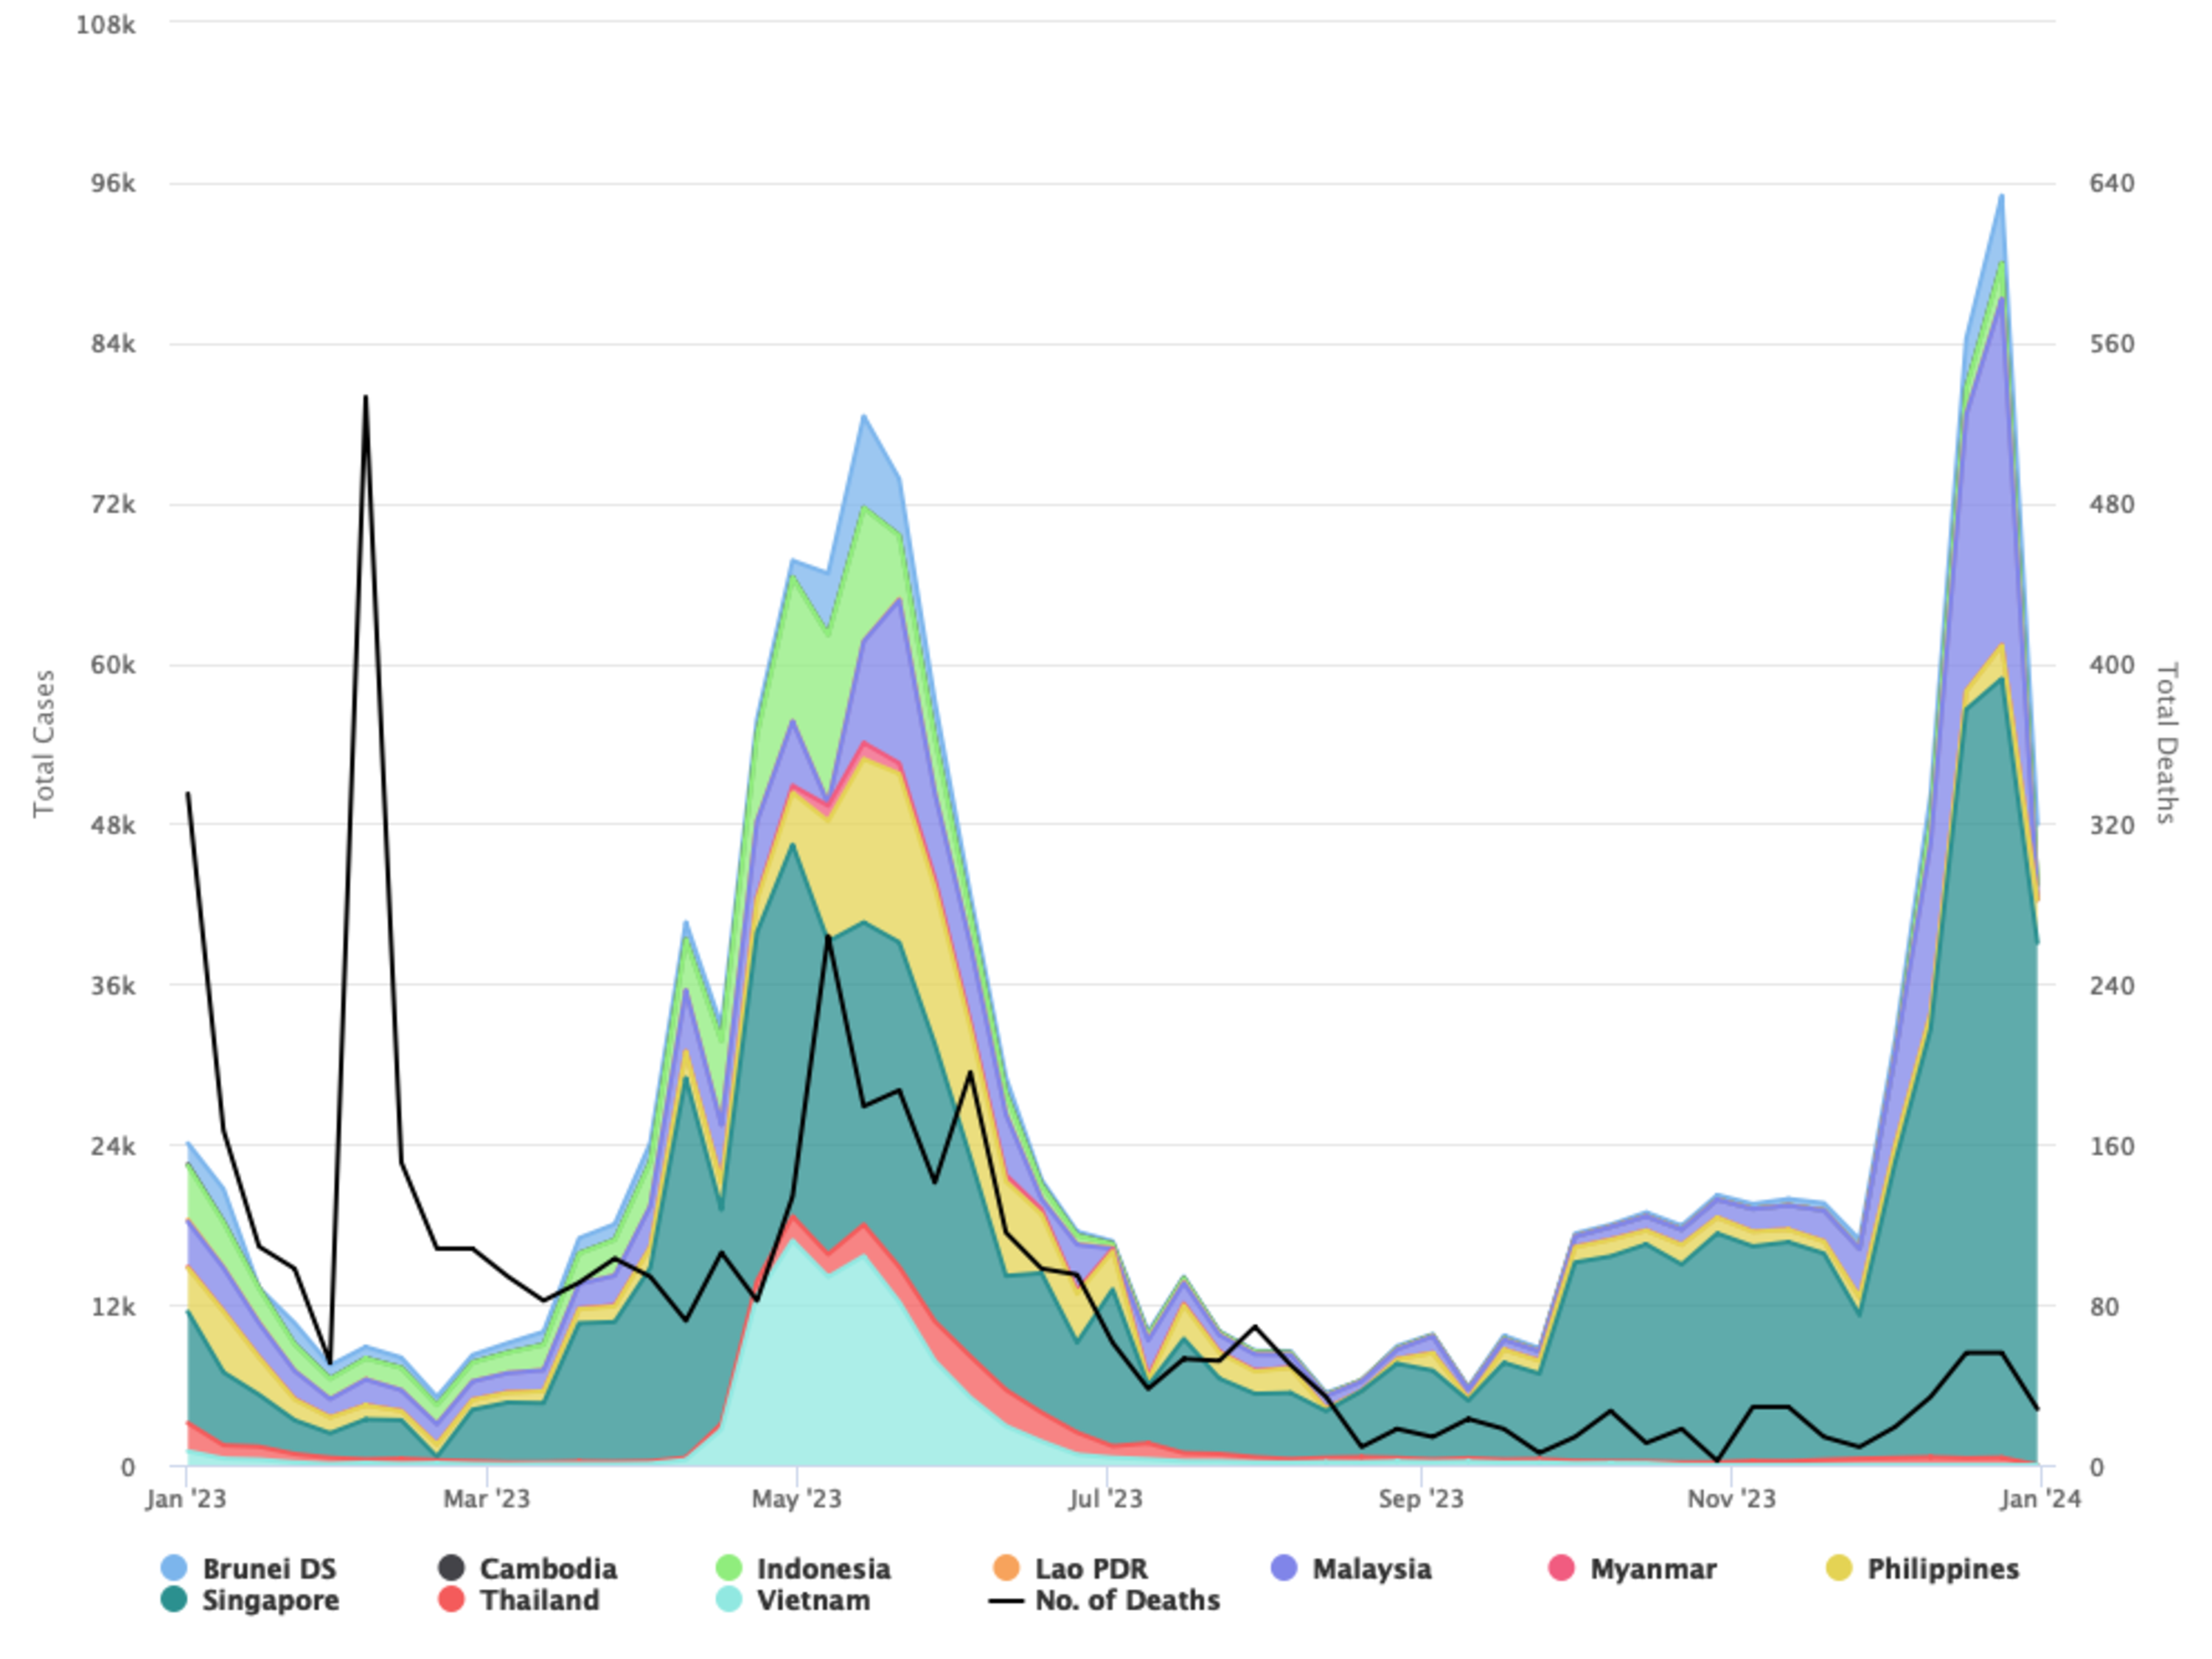 108k
96k
84k
72k
60k
48k
36k
24k
12k
0
Total Cases
640
560
480
400
320
240
160
80
0
Total Deaths
Jan '23 Mar '23 May '23 Jul '23 Sep '23 Nov '23 Jan '24
Brunei DS Cambodia Indonesia Lao PDR Malaysia Myanmar Philippines
Singapore Thailand Vietnam No. of Deaths